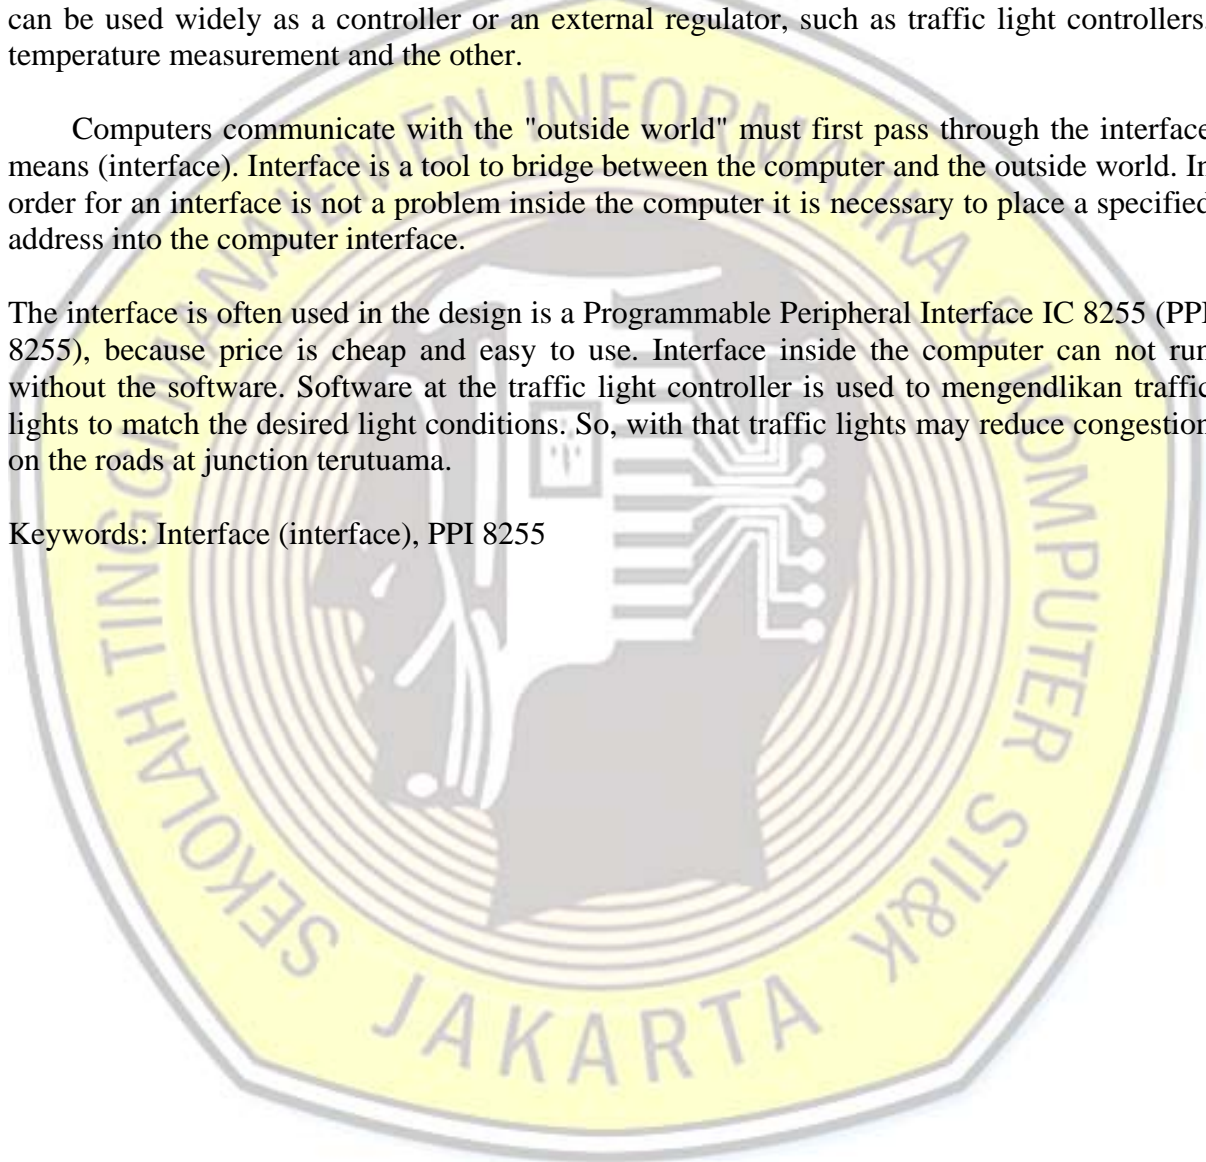 can be used widely as a controller or an external regulator, such as traffic light controllers,
temperature measurement and the other.
Computers communicate with the "outside world" must first pass through the interface
means (interface). Interface is a tool to bridge between the computer and the outside world. In
order for an interface is not a problem inside the computer it is necessary to place a specified
address into the computer interface.
The interface is often used in the design is a Programmable Peripheral Interface IC 8255 (PPI
8255), because price is cheap and easy to use. Interface inside the computer can not run
without the software. Software at the traffic light controller is used to mengendlikan traffic
lights to match the desired light conditions. So, with that traffic lights may reduce congestion
on the roads at junction terutuama.
Keywords: Interface (interface), PPI 8255
SEKOLAH TINGGI MANAJEMEN INFORMATIKA & KOMPUTER STI&K
JAKARTA